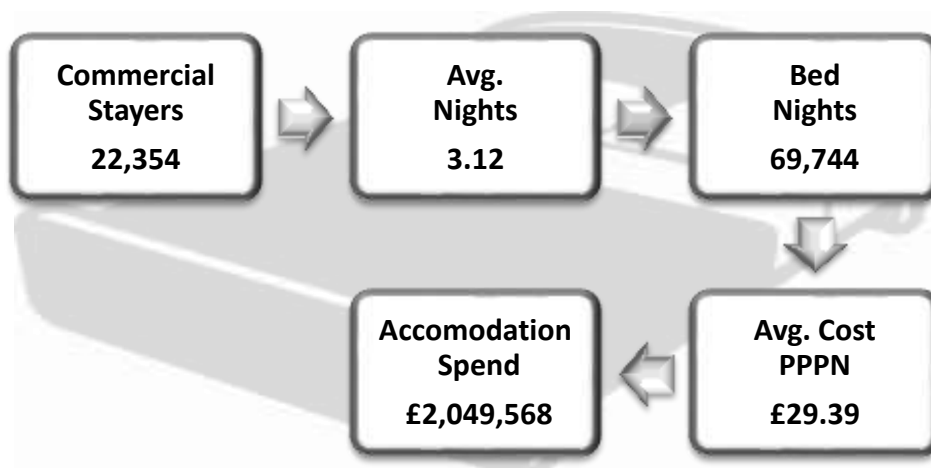 Commercial
Stayers
22,354
Avg.
Nights
3.12
Bed
Nights
69,744
Accomodation
Spend
£2,049,568
Avg. Cost
PPPN
£29.39